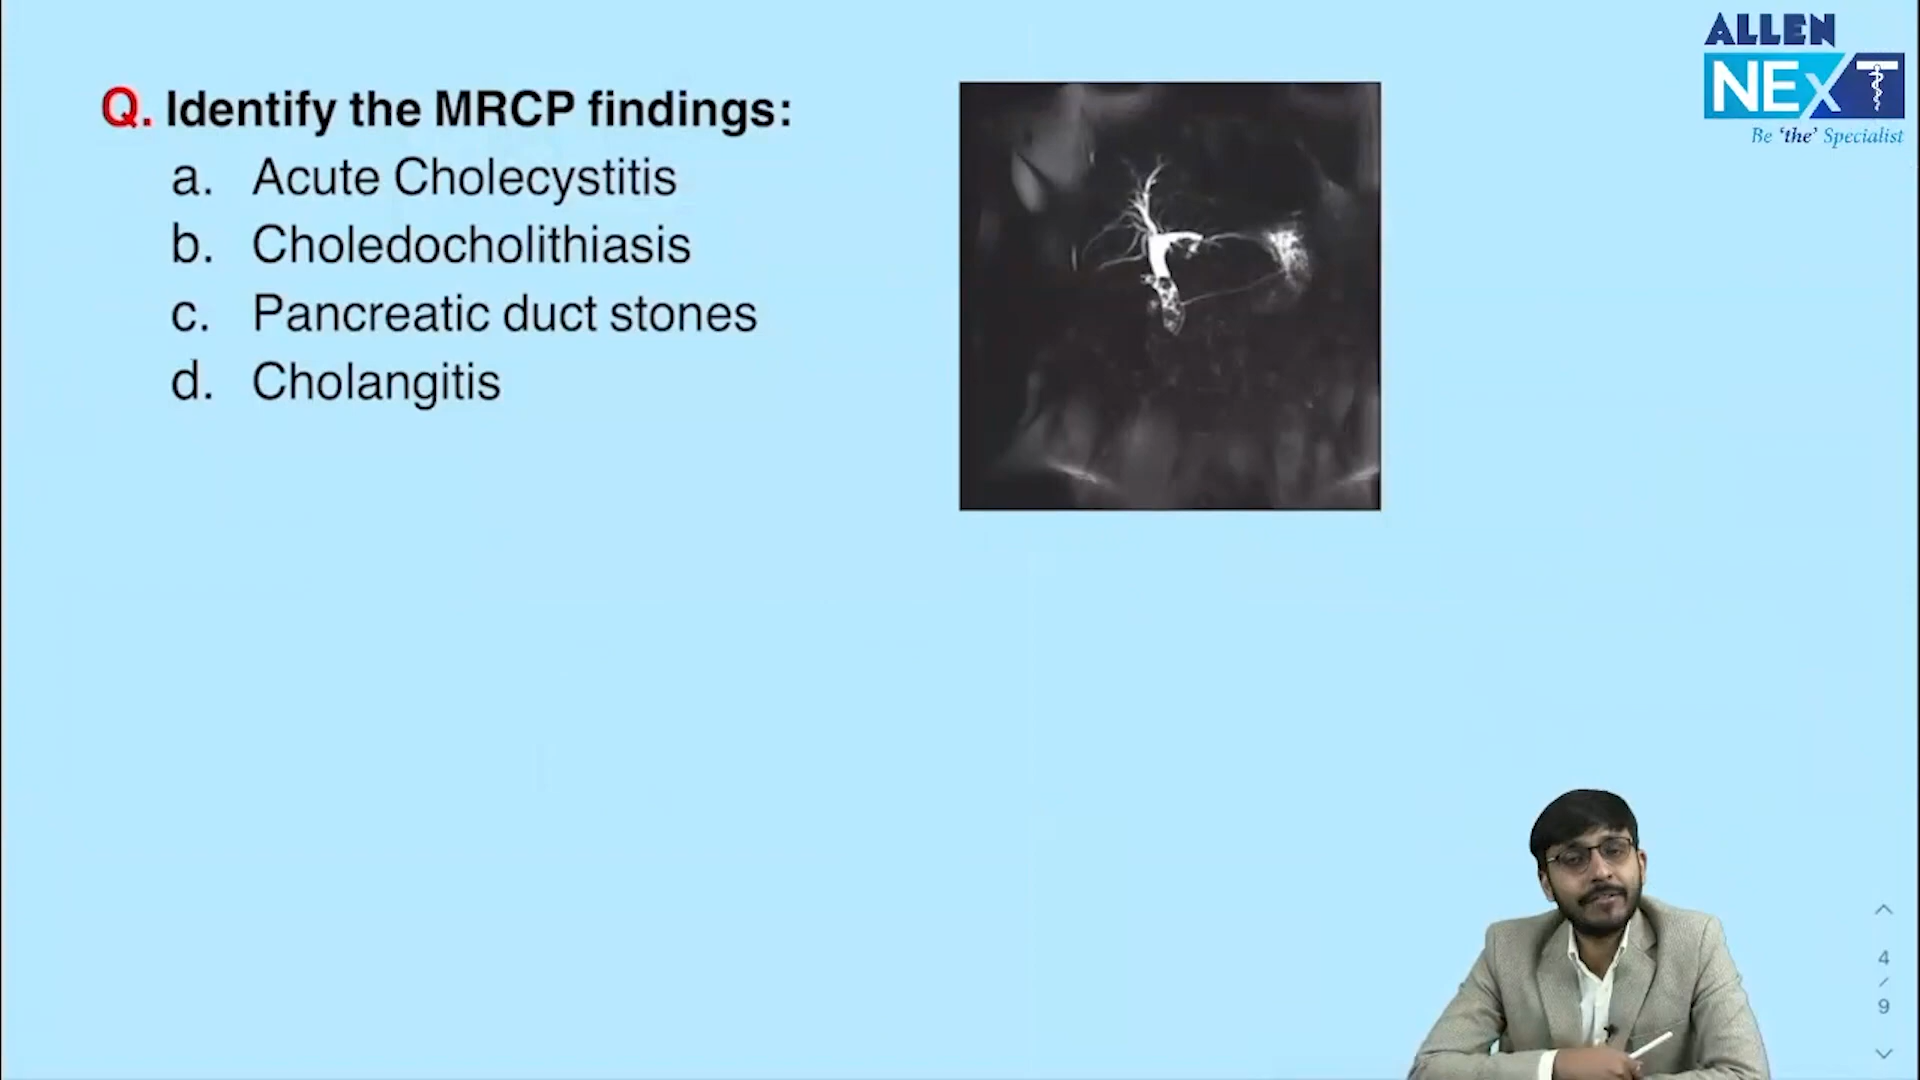 Q. Identify the MRCP findings:
a. Acute Cholecystitis
b. Choledocholithiasis
c. Pancreatic duct stones
d. Cholangitis
ALLEN
NExT
Be ‘the’ Specialist
4
/
9